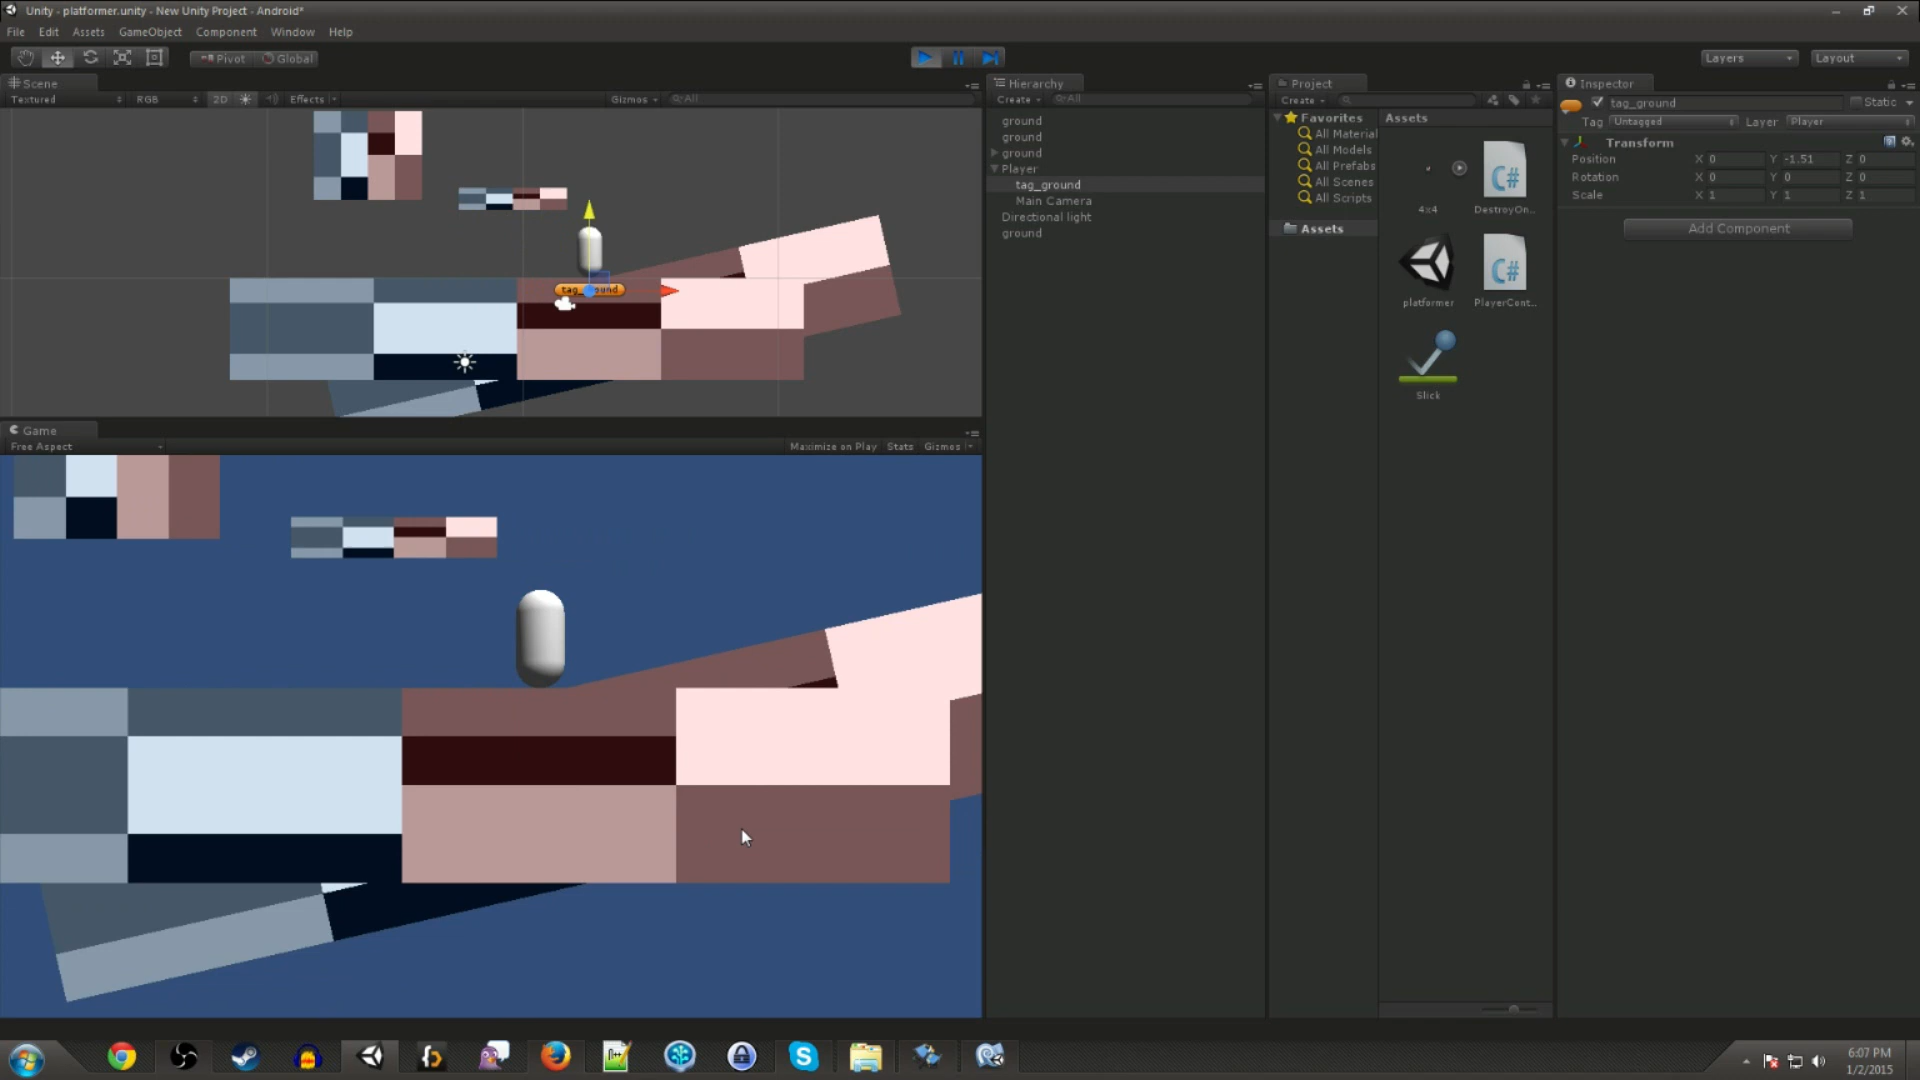 Unity - platformer.unity - New Unity Project - Android*
File Edit Assets GameObject Component Window Help
Pivot Global Layers Layout
Scene
Textured RGB 2D Effects Gizmos All
tag_ground
Game
Free Aspect Maximize on Play Stats Gizmos
Hierarchy
Create All
ground
ground
ground
Player
tag_ground
Main Camera
Directional light
ground
Project
Create
Favorites
All Material
All Models
All Prefabs
All Scenes
All Scripts
Assets
Assets
4x4
C#
DestroyOn...
platformer
C#
PlayerCont...
Slick
Inspector
tag_ground Static
Tag Untagged Layer Player
Transform
Position X 0 Y -1.51 Z 0
Rotation X 0 Y 0 Z 0
Scale X 1 Y 1 Z 1
Add Component
6:07 PM
1/2/2015